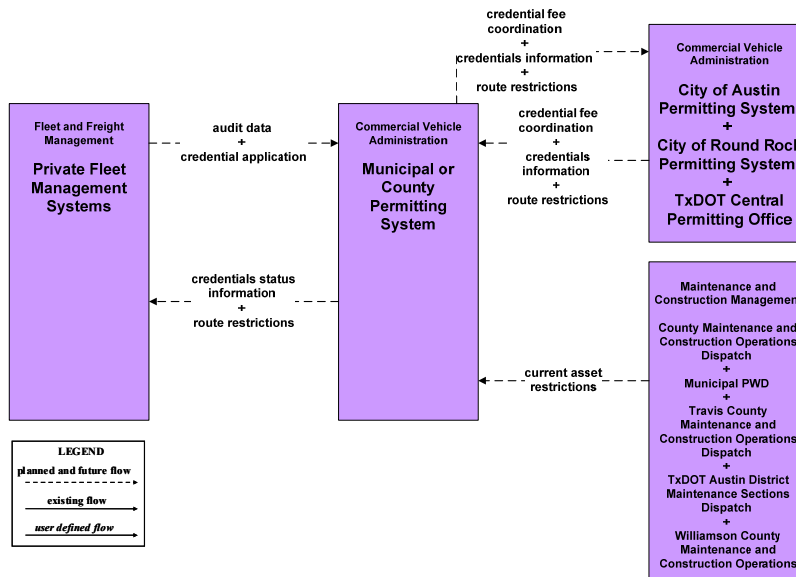 credential fee
coordination
+
credentials information
+
route restrictions
Fleet and Freight
Management
Private Fleet
Management
Systems
audit data
+
credential application
Commercial Vehicle
Administration
Municipal or
County
Permitting
System
credential fee
coordination
+
credentials
information
+
route restrictions
Commercial Vehicle
Administration
City of Austin
Permitting System
+
City of Round Rock
Permitting System
+
TxDOT Central
Permitting Office
credentials status
information
+
route restrictions
current asset
restrictions
Maintenance and
Construction Management
County Maintenance and
Construction Operations
Dispatch
+
Municipal PWD
+
Travis County
Maintenance and
Construction Operations
Dispatch
+
TxDOT Austin District
Maintenance Sections
Dispatch
+
Williamson County
Maintenance and
Construction Operations
LEGEND
planned and future flow
existing flow
user defined flow